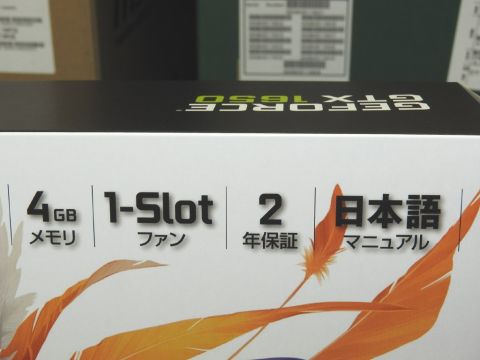 GEFORCE
GTX 1650
4GB
メモリ
1-Slot
ファン
2
年保証
日本語
マニュアル